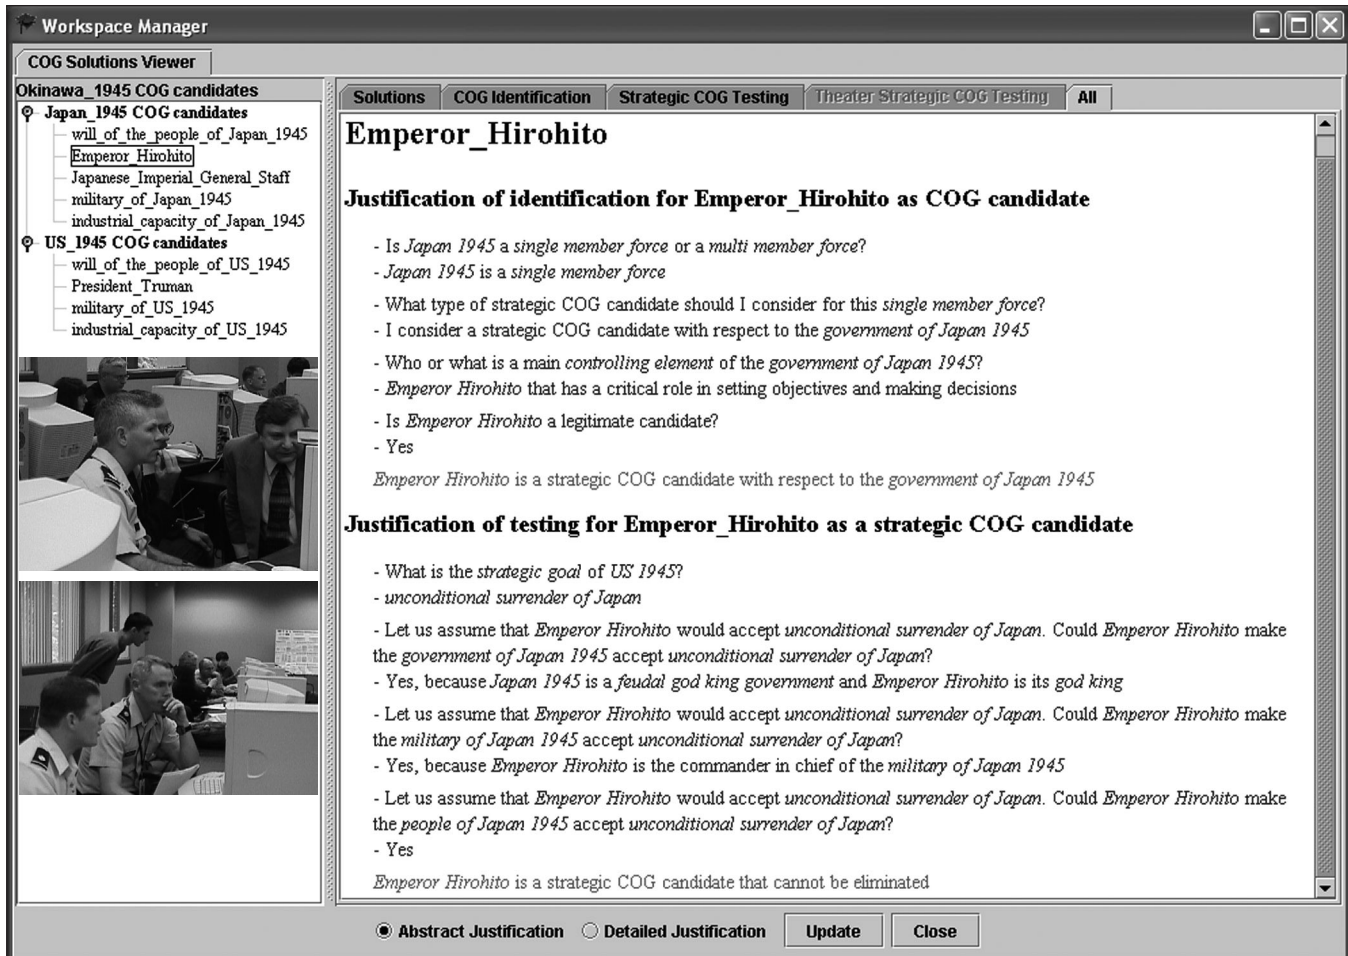 Workspace Manager
COG Solutions Viewer
Okinawa_1945 COG candidates
Japan_1945 COG candidates
will_of_the_people_of_Japan_1945
Emperor_Hirohito
Japanese_Imperial_General_Staff
military_of_Japan_1945
industrial_capacity_of_Japan_1945
US_1945 COG candidates
will_of_the_people_of_US_1945
President_Truman
military_of_US_1945
industrial_capacity_of_US_1945
Solutions
COG Identification
Strategic COG Testing
Theater Strategic COG Testing
All
Emperor_Hirohito
Justification of identification for Emperor_Hirohito as COG candidate
- Is Japan 1945 a single member force or a multi member force?
- Japan 1945 is a single member force
- What type of strategic COG candidate should I consider for this single member force?
- I consider a strategic COG candidate with respect to the government of Japan 1945
- Who or what is a main controlling element of the government of Japan 1945?
- Emperor Hirohito that has a critical role in setting objectives and making decisions
- Is Emperor Hirohito a legitimate candidate?
- Yes
Emperor Hirohito is a strategic COG candidate with respect to the government of Japan 1945
Justification of testing for Emperor_Hirohito as a strategic COG candidate
- What is the strategic goal of US 1945?
- unconditional surrender of Japan
- Let us assume that Emperor Hirohito would accept unconditional surrender of Japan. Could Emperor Hirohito make
the government of Japan 1945 accept unconditional surrender of Japan?
- Yes, because Japan 1945 is a feudal god king government and Emperor Hirohito is its god king
- Let us assume that Emperor Hirohito would accept unconditional surrender of Japan. Could Emperor Hirohito make
the military of Japan 1945 accept unconditional surrender of Japan?
- Yes, because Emperor Hirohito is the commander in chief of the military of Japan 1945
- Let us assume that Emperor Hirohito would accept unconditional surrender of Japan. Could Emperor Hirohito make
the people of Japan 1945 accept unconditional surrender of Japan?
- Yes
Emperor Hirohito is a strategic COG candidate that cannot be eliminated
Abstract Justification
Detailed Justification
Update
Close